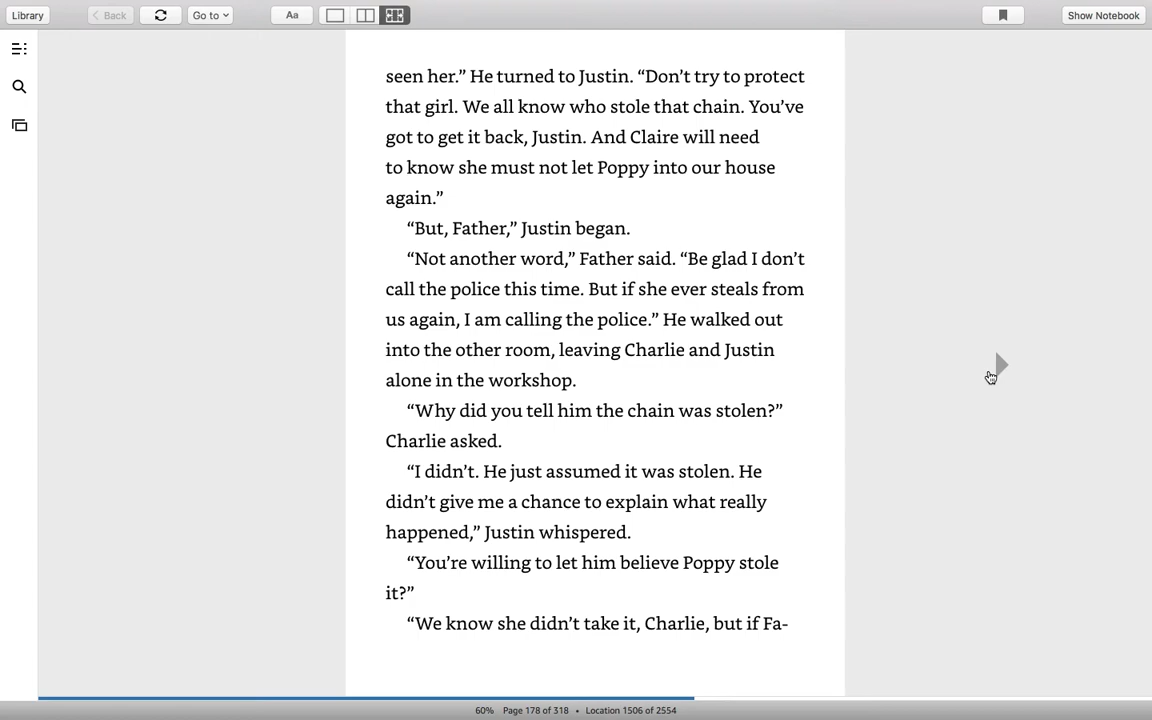 Library
Back
Go to
Aa
Show Notebook
seen her.” He turned to Justin. “Don’t try to protect
that girl. We all know who stole that chain. You’ve
got to get it back, Justin. And Claire will need
to know she must not let Poppy into our house
again.”
“But, Father,” Justin began.
“Not another word,” Father said. “Be glad I don’t
call the police this time. But if she ever steals from
us again, I am calling the police.” He walked out
into the other room, leaving Charlie and Justin
alone in the workshop.
“Why did you tell him the chain was stolen?”
Charlie asked.
“I didn’t. He just assumed it was stolen. He
didn’t give me a chance to explain what really
happened,” Justin whispered.
“You’re willing to let him believe Poppy stole
it?”
“We know she didn’t take it, Charlie, but if Fa-
60% Page 178 of 318 • Location 1506 of 2554